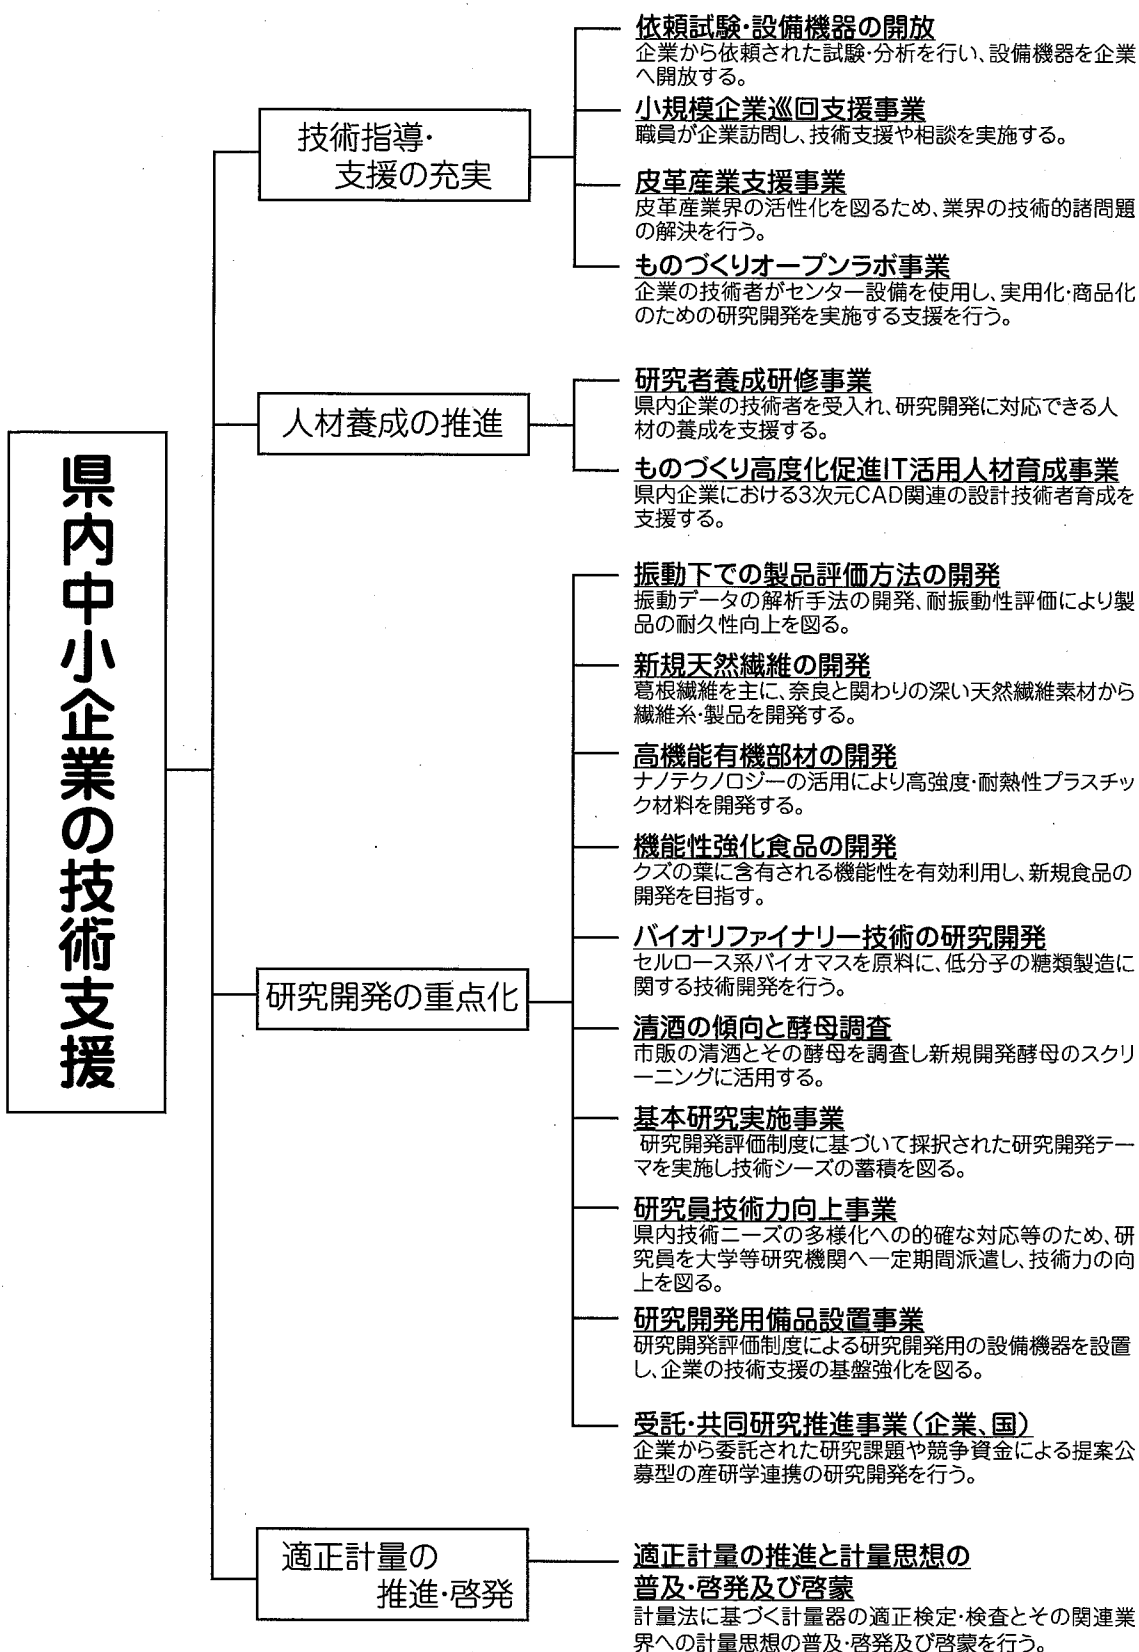 県内中小企業の技術支援
技術指導・
支援の充実
依頼試験・設備機器の開放
企業から依頼された試験・分析を行い、設備機器を企業
へ開放する。
小規模企業巡回支援事業
職員が企業訪問し、技術支援や相談を実施する。
皮革産業支援事業
皮革産業界の活性化を図るため、業界の技術的諸問題
の解決を行う。
ものづくりオープンラボ事業
企業の技術者がセンター設備を使用し、実用化・商品化
のための研究開発を実施する支援を行う。
人材養成の推進
研究者養成研修事業
県内企業の技術者を受入れ、研究開発に対応できる人
材の養成を支援する。
ものづくり高度化促進IT活用人材育成事業
県内企業における3次元CAD関連の設計技術者育成を
支援する。
研究開発の重点化
振動下での製品評価方法の開発
振動データの解析手法の開発、耐振動性評価により製
品の耐久性向上を図る。
新規天然繊維の開発
葛根繊維を主に、奈良と関わりの深い天然繊維素材から
繊維糸・製品を開発する。
高機能有機部材の開発
ナノテクノロジーの活用により高強度・耐熱性プラスチッ
ク材料を開発する。
機能性強化食品の開発
クズの葉に含有される機能性を有効利用し、新規食品の
開発を目指す。
バイオリファイナリー技術の研究開発
セルロース系バイオマスを原料に、低分子の糖類製造に
関する技術開発を行う。
清酒の傾向と酵母調査
市販の清酒とその酵母を調査し新規開発酵母のスクリ
ーニングに活用する。
基本研究実施事業
研究開発評価制度に基づいて採択された研究開発テー
マを実施し技術シーズの蓄積を図る。
研究員技術力向上事業
県内技術ニーズの多様化への的確な対応等のため、研
究員を大学等研究機関へ一定期間派遣し、技術力の向
上を図る。
研究開発用備品設置事業
研究開発評価制度による研究開発用の設備機器を設置
し、企業の技術支援の基盤強化を図る。
受託・共同研究推進事業（企業、国）
企業から委託された研究課題や競争資金による提案公
募型の産研学連携の研究開発を行う。
適正計量の
推進・啓発
適正計量の推進と計量思想の
普及・啓発及び啓蒙
計量法に基づく計量器の適正検定・検査とその関連業
界への計量思想の普及・啓発及び啓蒙を行う。